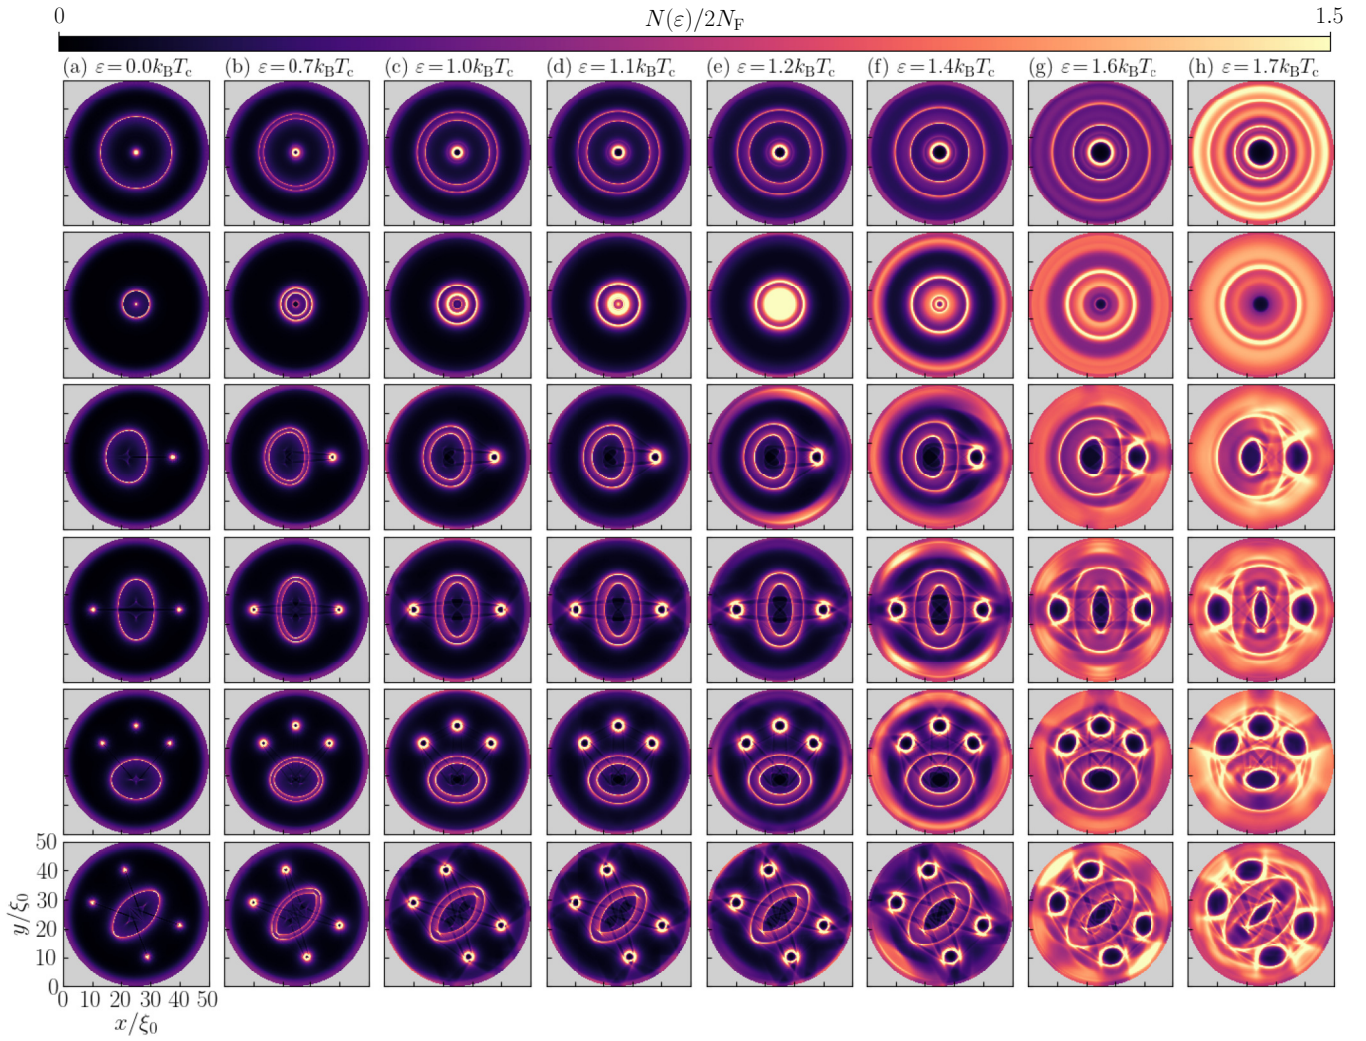 0 N(ε)/2N_F 1.5
(a) ε = 0.0k_BT_c (b) ε = 0.7k_BT_c (c) ε = 1.0k_BT_c (d) ε = 1.1k_BT_c (e) ε = 1.2k_BT_c (f) ε = 1.4k_BT_c (g) ε = 1.6k_BT_c (h) ε = 1.7k_BT_c
50
40
30
20
10
0
y/ξ_0
0 10 20 30 40 50
x/ξ_0